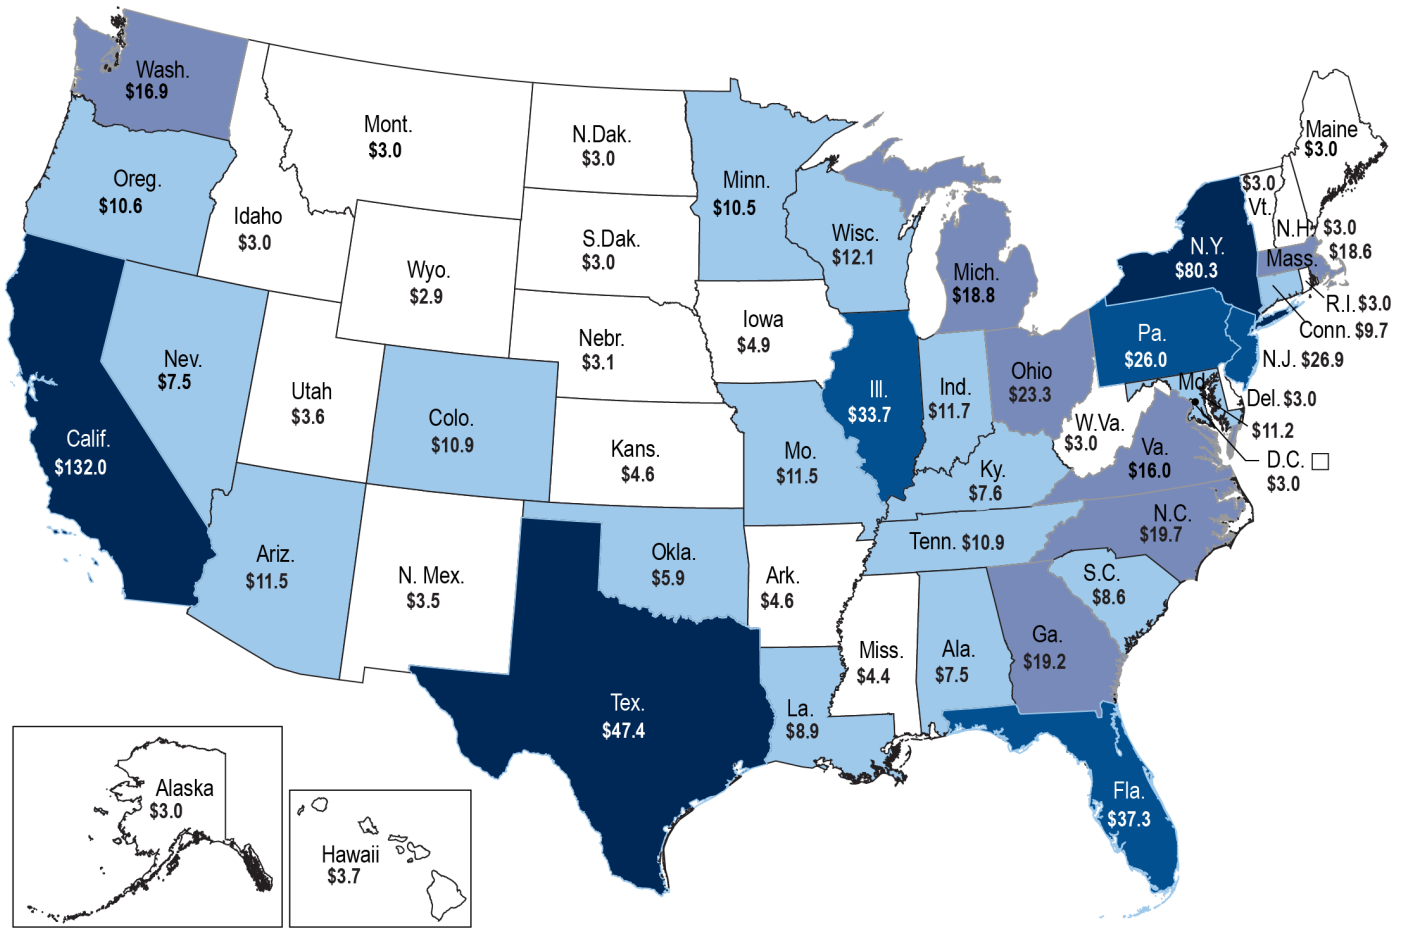 Wash.
$16.9
Oreg.
$10.6
Calif.
$132.0
Nev.
$7.5
Idaho
$3.0
Mont.
$3.0
Wyo.
$2.9
Utah
$3.6
Colo.
$10.9
Ariz.
$11.5
N. Mex.
$3.5
N.Dak.
$3.0
S.Dak.
$3.0
Nebr.
$3.1
Kans.
$4.6
Okla.
$5.9
Tex.
$47.4
Minn.
$10.5
Iowa
$4.9
Mo.
$11.5
Ark.
$4.6
La.
$8.9
Wisc.
$12.1
Ill.
$33.7
Mich.
$18.8
Ind.
$11.7
Ohio
$23.3
Ky.
$7.6
Tenn. $10.9
Miss.
$4.4
Ala.
$7.5
Ga.
$19.2
Fla.
$37.3
S.C.
$8.6
N.C.
$19.7
Va.
$16.0
W.Va.
$3.0
Pa.
$26.0
N.Y.
$80.3
$3.0
Vt.
N.H. $3.0
Maine
$3.0
$18.6
Mass.
R.I. $3.0
Conn. $9.7
N.J. $26.9
Del. $3.0
Md.
$11.2
D.C.
$3.0
Alaska
$3.0
Hawaii
$3.7